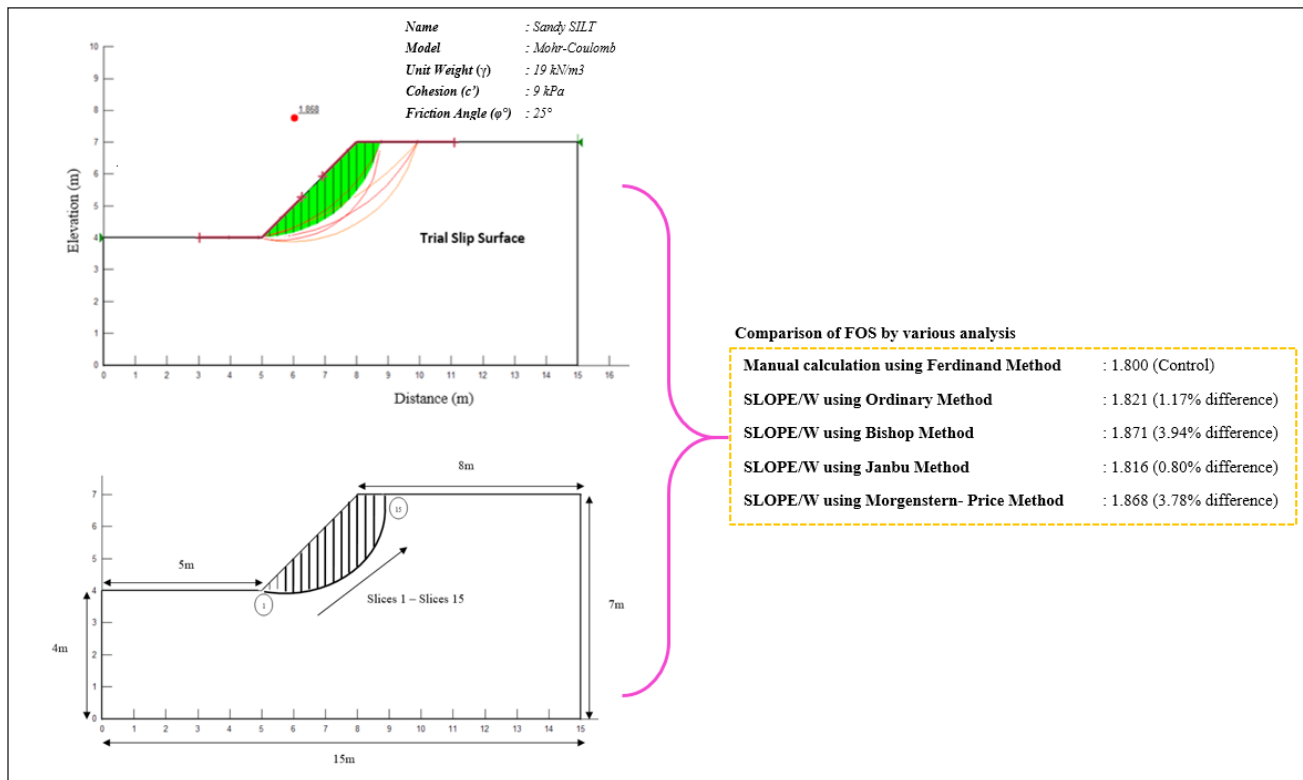 Name : Sandy SILT
Model : Mohr-Coulomb
Unit Weight (γ) : 19 kN/m3
Cohesion (c') : 9 kPa
Friction Angle (φ°) : 25°
10
9
8
7
6
5
4
3
2
1
0
Elevation (m)
1.868
Trial Slip Surface
0 1 2 3 4 5 6 7 8 9 10 11 12 13 14 15 16
Distance (m)
Comparison of FOS by various analysis
Manual calculation using Ferdinand Method : 1.800 (Control)
SLOPE/W using Ordinary Method : 1.821 (1.17% difference)
SLOPE/W using Bishop Method : 1.871 (3.94% difference)
SLOPE/W using Janbu Method : 1.816 (0.80% difference)
SLOPE/W using Morgenstern- Price Method : 1.868 (3.78% difference)
8m
7
6
5
4
3
2
1
0
15
5m
1
Slices 1 – Slices 15
7m
4m
0 1 2 3 4 5 6 7 8 9 10 11 12 13 14 15
15m